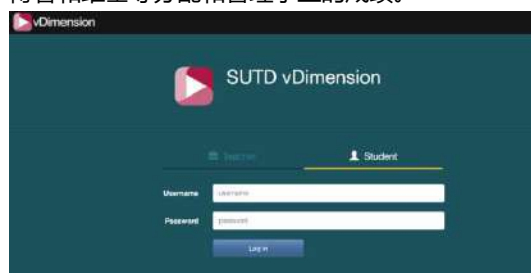 vDimension
SUTD vDimension
Teacher
Student
Username
username
Password
password
Log in